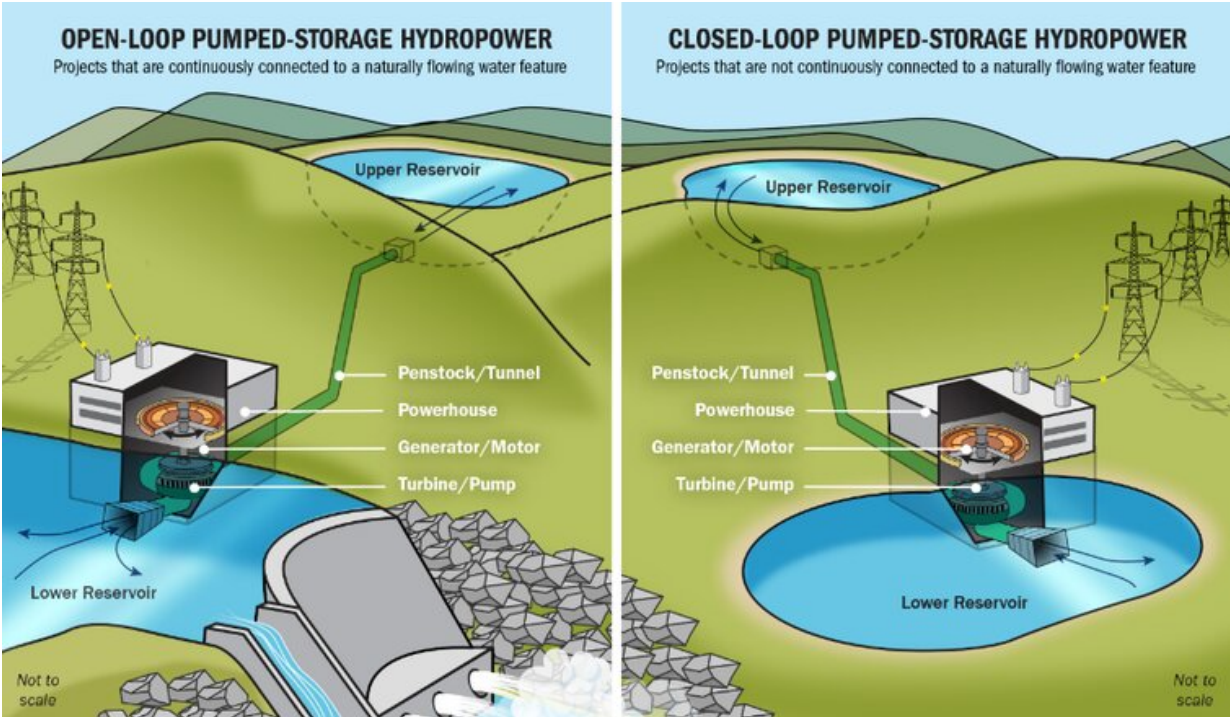 OPEN-LOOP PUMPED-STORAGE HYDROPOWER
Projects that are continuously connected to a naturally flowing water feature
Upper Reservoir
Penstock/Tunnel
Powerhouse
Generator/Motor
Turbine/Pump
Lower Reservoir
Not to
scale
CLOSED-LOOP PUMPED-STORAGE HYDROPOWER
Projects that are not continuously connected to a naturally flowing water feature
Upper Reservoir
Penstock/Tunnel
Powerhouse
Generator/Motor
Turbine/Pump
Lower Reservoir
Not to
scale